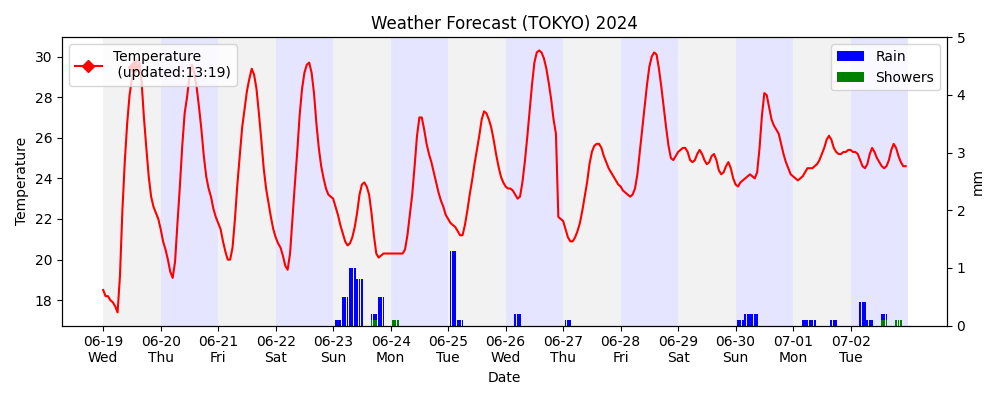 Weather Forecast (TOKYO) 2024
Temperature
(updated:13:19)
Rain
Showers
Temperature
30
28
26
24
22
20
18
5
4
3
2
1
0
mm
06-19 06-20 06-21 06-22 06-23 06-24 06-25 06-26 06-27 06-28 06-29 06-30 07-01 07-02
Wed Thu Fri Sat Sun Mon Tue Wed Thu Fri Sat Sun Mon Tue
Date